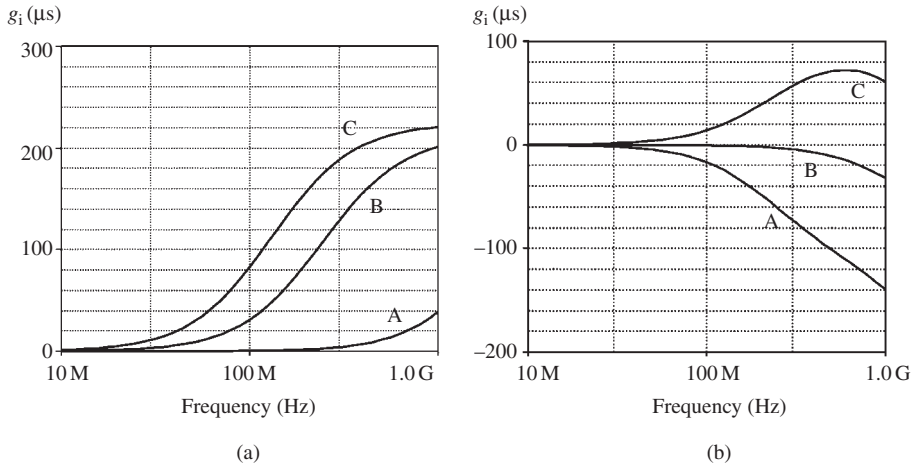 g_i (μs)
300
200
100
0
C
B
A
10 M
100 M
1.0 G
Frequency (Hz)
(a)
g_i (μs)
100
0
−100
−200
C
B
A
10 M
100 M
1.0 G
Frequency (Hz)
(b)